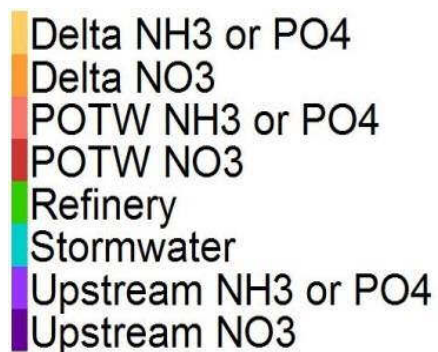 Delta NH3 or PO4
Delta NO3
POTW NH3 or PO4
POTW NO3
Refinery
Stormwater
Upstream NH3 or PO4
Upstream NO3